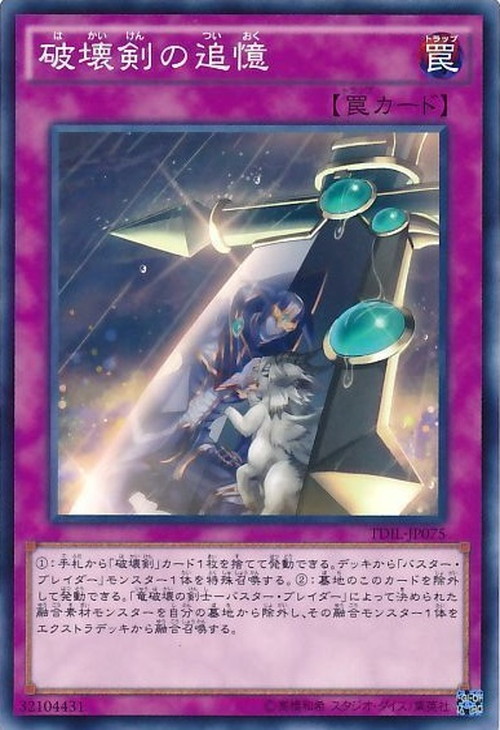 破壊剣の追憶
罠
【罠カード】
TDIL-JP075
①：手札から「破壊剣」カード1枚を捨てて発動できる。デッキから「バスター・
ブレイダー」モンスター1体を特殊召喚する。②：墓地のこのカードを除外
して発動できる。「竜破壊の剣士－バスター・ブレイダー」によって決められた
融合素材モンスターを自分の墓地から除外し、その融合モンスター1体を
エクストラデッキから融合召喚する。
32104431
©高橋和希 スタジオ・ダイス/集英社